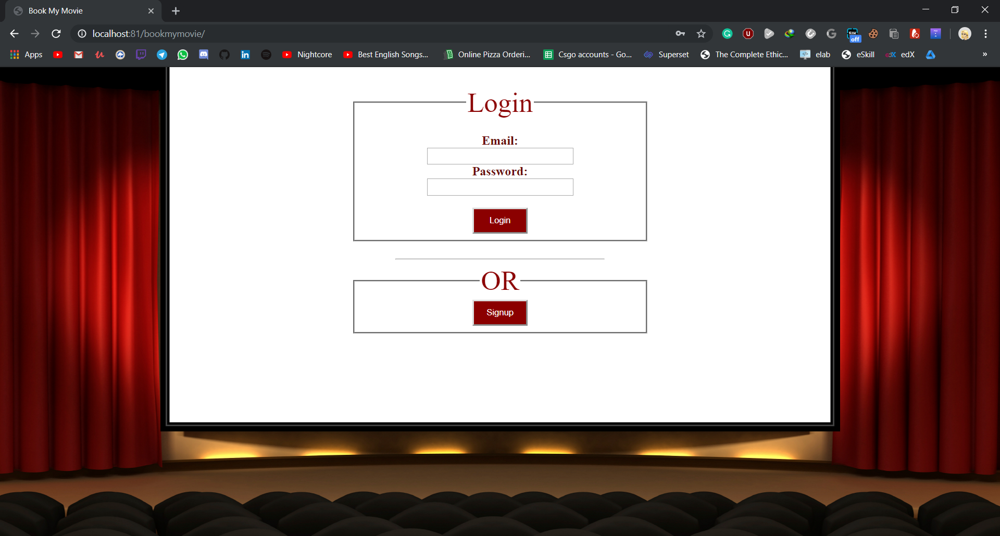 Book My Movie
localhost:81/bookmymovie/
off
Apps
Nightcore
Best English Songs...
Online Pizza Orderi...
Csgo accounts - Go...
Superset
The Complete Ethic...
elab
eSkill
edX
Login
Email:
Password:
Login
OR
Signup